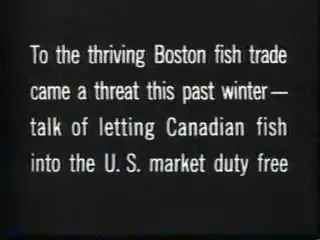 To the thriving Boston fish trade
came a threat this past winter—
talk of letting Canadian fish
into the U. S. market duty free